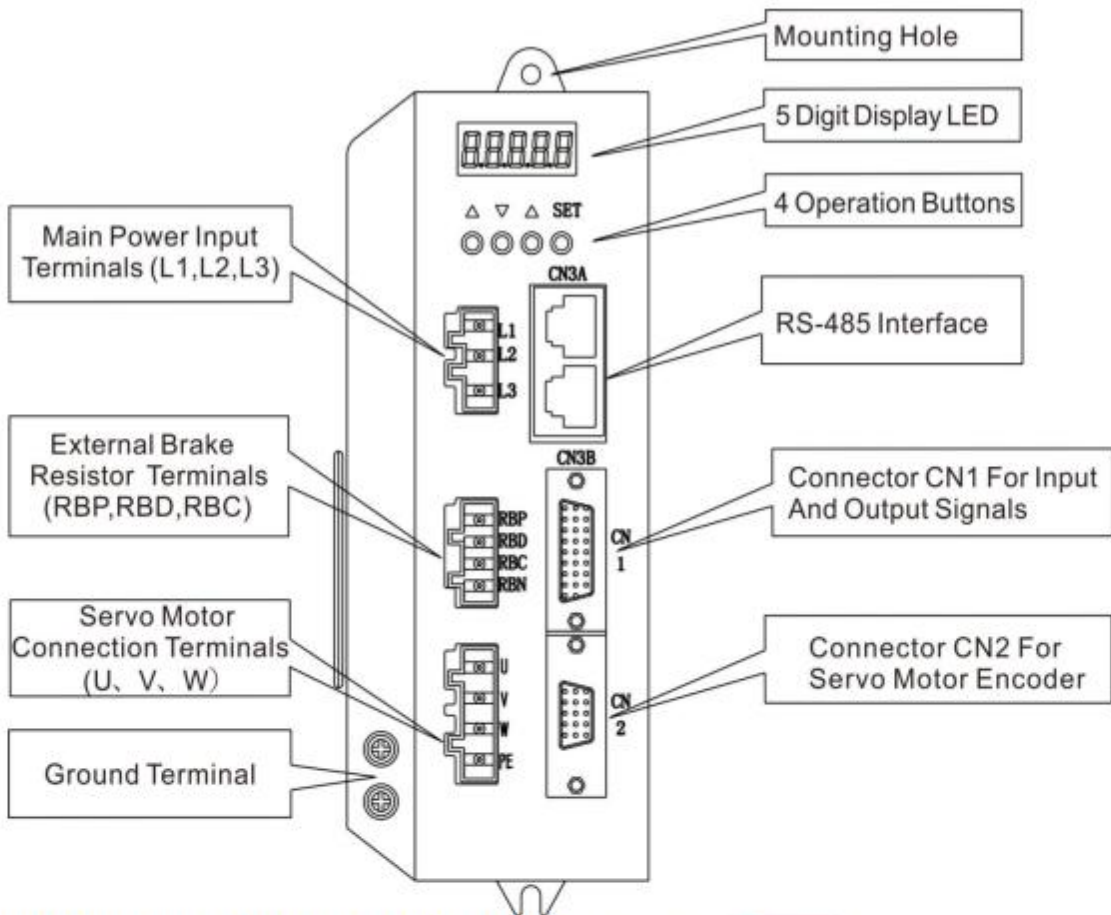 Mounting Hole
5 Digit Display LED
△ ▽ △ SET
4 Operation Buttons
Main Power Input
Terminals (L1,L2,L3)
CN3A
L1
L2
L3
RS-485 Interface
External Brake
Resistor Terminals
(RBP,RBD,RBC)
CN3B
RBP
RBD
RBC
RBN
CN
1
Connector CN1 For Input
And Output Signals
Servo Motor
Connection Terminals
(U、V、W）
U
V
W
PE
CN
2
Connector CN2 For
Servo Motor Encoder
Ground Terminal